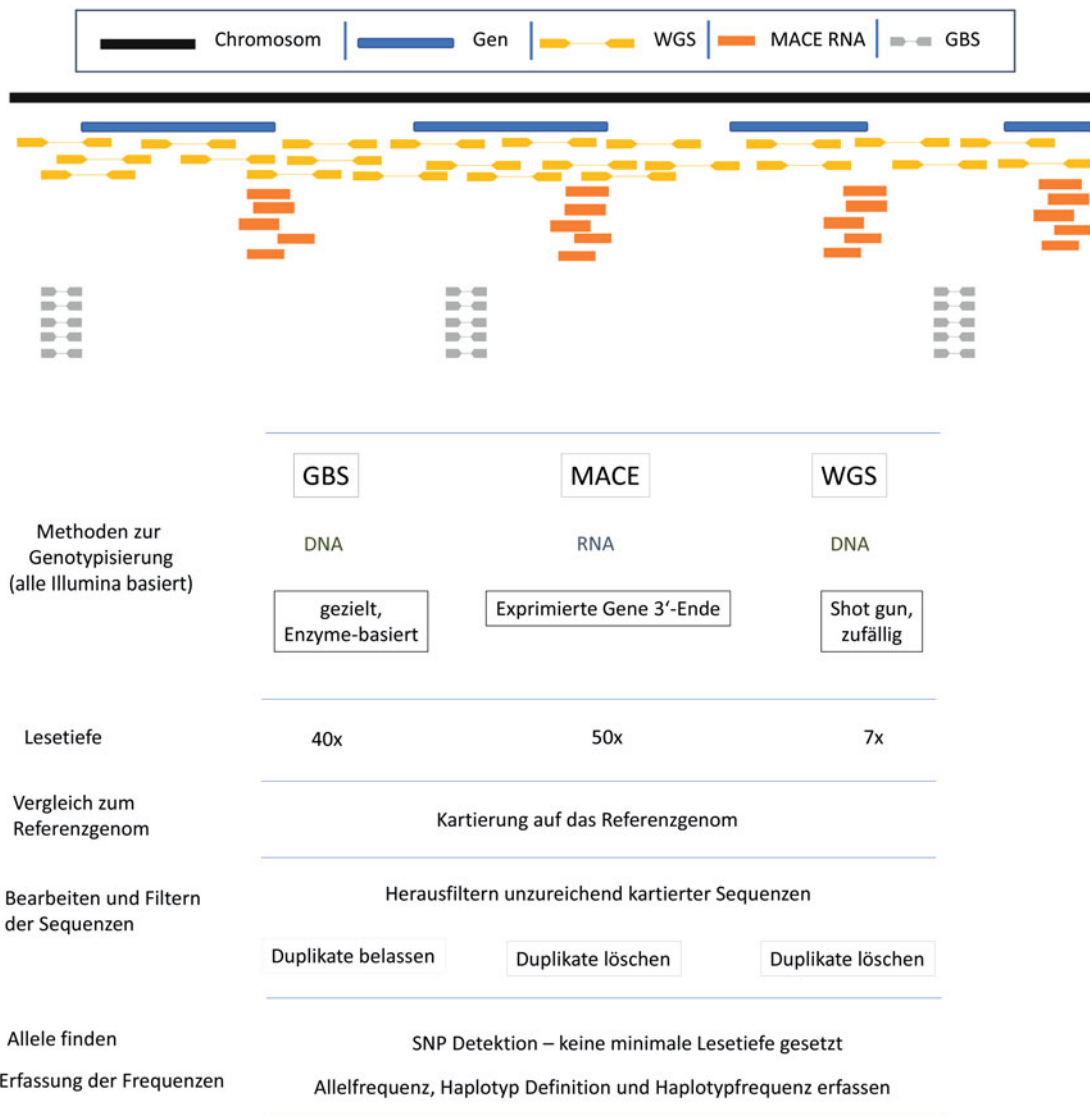 Chromosom Gen WGS MACE RNA GBS
GBS MACE WGS
Methoden zur
Genotypisierung
(alle Illumina basiert)
DNA RNA DNA
gezielt,
Enzyme-basiert
Exprimierte Gene 3‘-Ende
Shot gun,
zufällig
Lesetiefe 40x 50x 7x
Vergleich zum
Referenzgenom
Kartierung auf das Referenzgenom
Bearbeiten und Filtern
der Sequenzen
Herausfiltern unzureichend kartierter Sequenzen
Duplikate belassen Duplikate löschen Duplikate löschen
Allele finden
SNP Detektion – keine minimale Lesetiefe gesetzt
Erfassung der Frequenzen
Allelfrequenz, Haplotyp Definition und Haplotypfrequenz erfassen